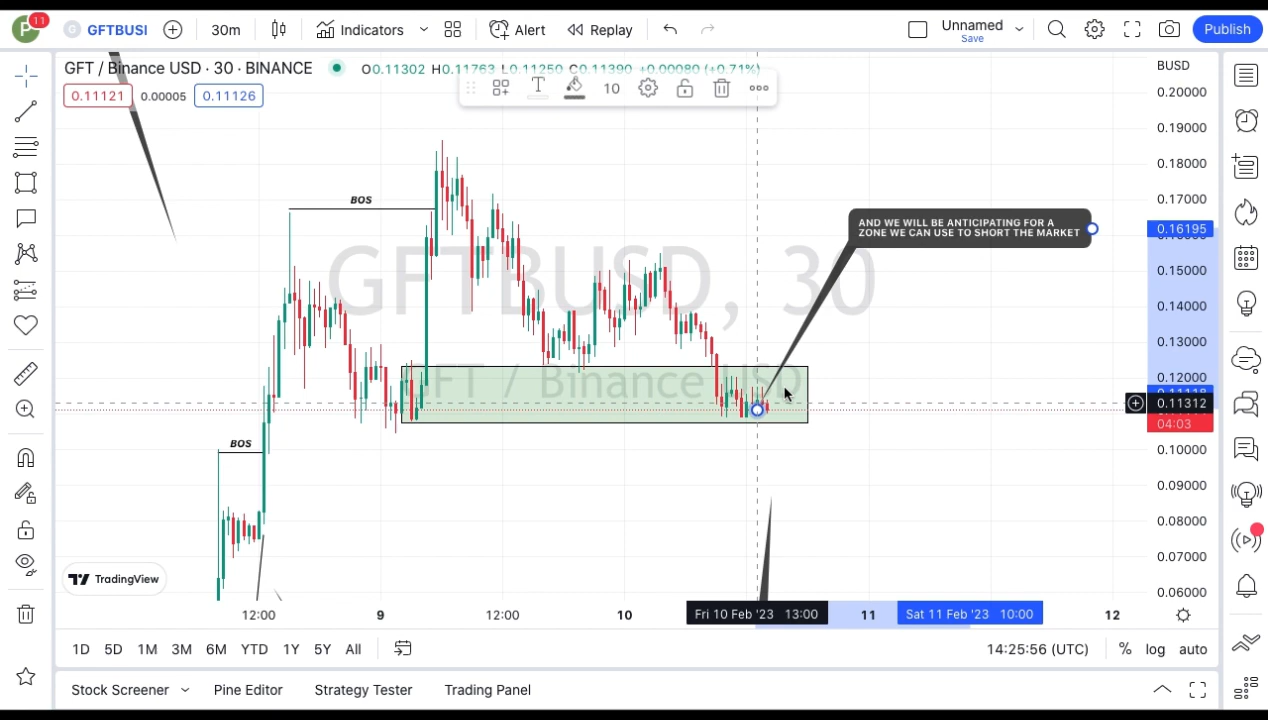 P 11 G GFTBUSI 30m Indicators Alert Replay Unnamed Save Publish
GFT / Binance USD · 30 · BINANCE O0.11302 H0.11763 L0.11250 C0.11390 +0.00080 (+0.71%) BUSD
0.11121 0.00005 0.11126
T 10
0.20000
0.19000
0.18000
0.17000
BOS
AND WE WILL BE ANTICIPATING FOR A
ZONE WE CAN USE TO SHORT THE MARKET
0.16195
0.15000
0.14000
0.13000
0.12000
0.11312
04:03
0.10000
0.09000
0.08000
0.07000
0.06000
GFTBUSD, 30
GFT / Binance USD
BOS
TradingView
12:00 9 12:00 10 Fri 10 Feb '23 13:00 11 Sat 11 Feb '23 10:00 12
1D 5D 1M 3M 6M YTD 1Y 5Y All 14:25:56 (UTC) % log auto
Stock Screener Pine Editor Strategy Tester Trading Panel